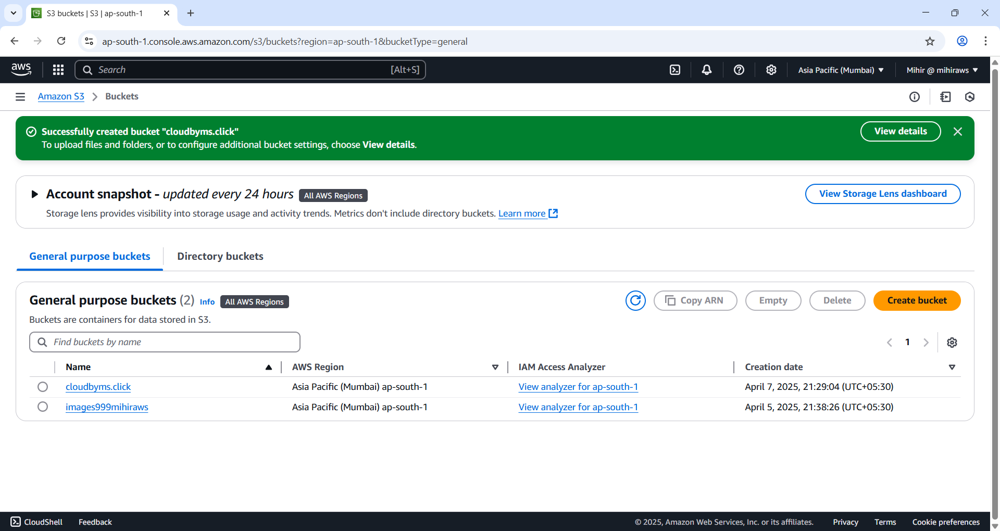 S3 buckets | S3 | ap-south-1
ap-south-1.console.aws.amazon.com/s3/buckets?region=ap-south-1&bucketType=general
aws
Search
[Alt+S]
Asia Pacific (Mumbai)
Mihir @ mihiraws
Amazon S3
Buckets
Successfully created bucket "cloudbyms.click"
To upload files and folders, or to configure additional bucket settings, choose View details.
View details
Account snapshot - updated every 24 hours
All AWS Regions
View Storage Lens dashboard
Storage lens provides visibility into storage usage and activity trends. Metrics don't include directory buckets. Learn more
General purpose buckets
Directory buckets
General purpose buckets (2)
Info
All AWS Regions
Copy ARN
Empty
Delete
Create bucket
Buckets are containers for data stored in S3.
Find buckets by name
1
Name
AWS Region
IAM Access Analyzer
Creation date
cloudbyms.click
Asia Pacific (Mumbai) ap-south-1
View analyzer for ap-south-1
April 7, 2025, 21:29:04 (UTC+05:30)
images999mihiraws
Asia Pacific (Mumbai) ap-south-1
View analyzer for ap-south-1
April 5, 2025, 21:38:26 (UTC+05:30)
CloudShell
Feedback
© 2025, Amazon Web Services, Inc. or its affiliates.
Privacy
Terms
Cookie preferences